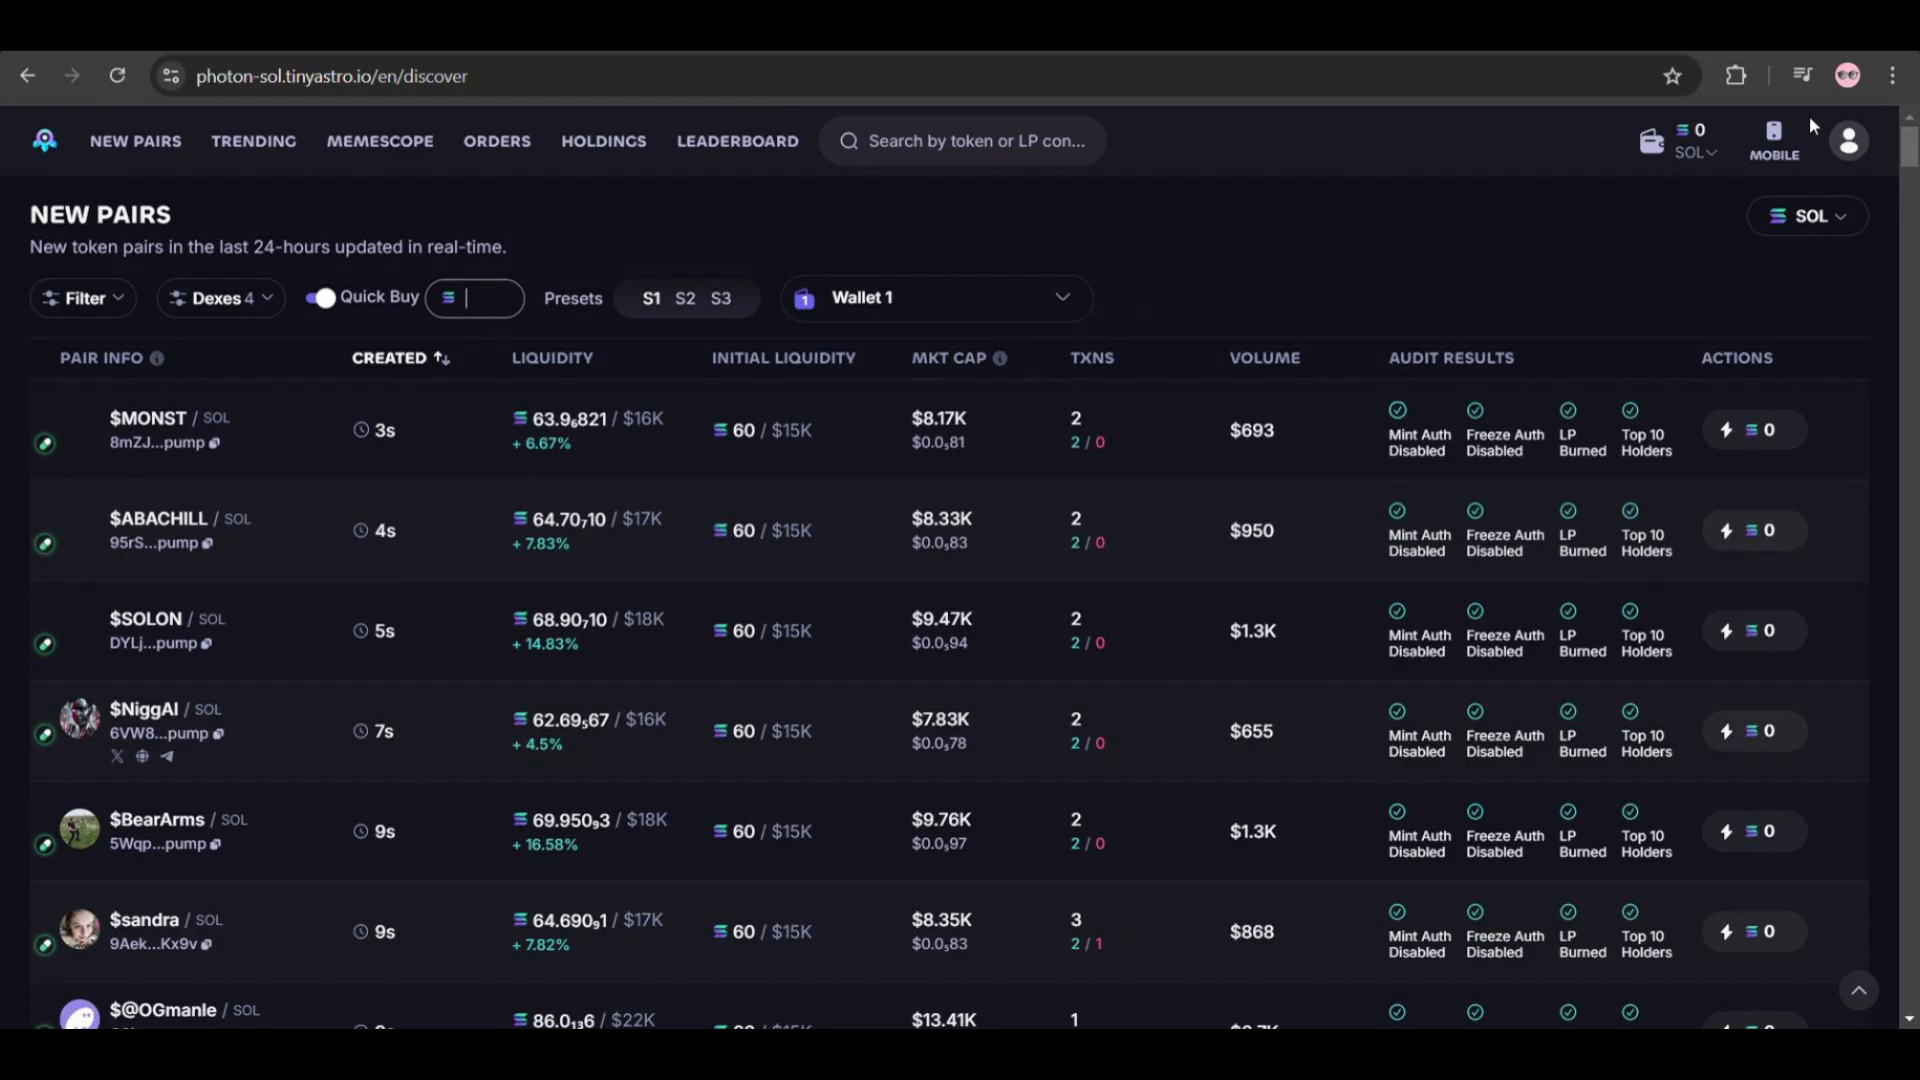 photon-sol.tinyastro.io/en/discover
NEW PAIRS TRENDING MEMESCOPE ORDERS HOLDINGS LEADERBOARD Search by token or LP con... 0 SOL MOBILE
NEW PAIRS SOL
New token pairs in the last 24-hours updated in real-time.
Filter Dexes 4 Quick Buy Presets S1 S2 S3 1 Wallet 1
PAIR INFO CREATED LIQUIDITY INITIAL LIQUIDITY MKT CAP TXNS VOLUME AUDIT RESULTS ACTIONS
$MONST / SOL 63.9₆821 / $16K $8.17K 2
8mZJ...pump 3s + 6.67% 60 / $15K $0.0₅81 2 / 0 $693 Mint Auth Disabled Freeze Auth Disabled LP Burned Top 10 Holders 0
$ABACHILL / SOL 64.70₇10 / $17K $8.33K 2
95rS...pump 4s + 7.83% 60 / $15K $0.0₅83 2 / 0 $950 Mint Auth Disabled Freeze Auth Disabled LP Burned Top 10 Holders 0
$SOLON / SOL 68.90₇10 / $18K $9.47K 2
DYLj...pump 5s + 14.83% 60 / $15K $0.0₅94 2 / 0 $1.3K Mint Auth Disabled Freeze Auth Disabled LP Burned Top 10 Holders 0
$NiggAI / SOL 62.69₅67 / $16K $7.83K 2
6VW8...pump 7s + 4.5% 60 / $15K $0.0₅78 2 / 0 $655 Mint Auth Disabled Freeze Auth Disabled LP Burned Top 10 Holders 0
$BearArms / SOL 69.950₉3 / $18K $9.76K 2
5Wqp...pump 9s + 16.58% 60 / $15K $0.0₅97 2 / 0 $1.3K Mint Auth Disabled Freeze Auth Disabled LP Burned Top 10 Holders 0
$sandra / SOL 64.690₉1 / $17K $8.35K 3
9Aek...Kx9v 9s + 7.82% 60 / $15K $0.0₅83 2 / 1 $868 Mint Auth Disabled Freeze Auth Disabled LP Burned Top 10 Holders 0
$@OGmanle / SOL 86.0₁₃6 / $22K $13.41K 1